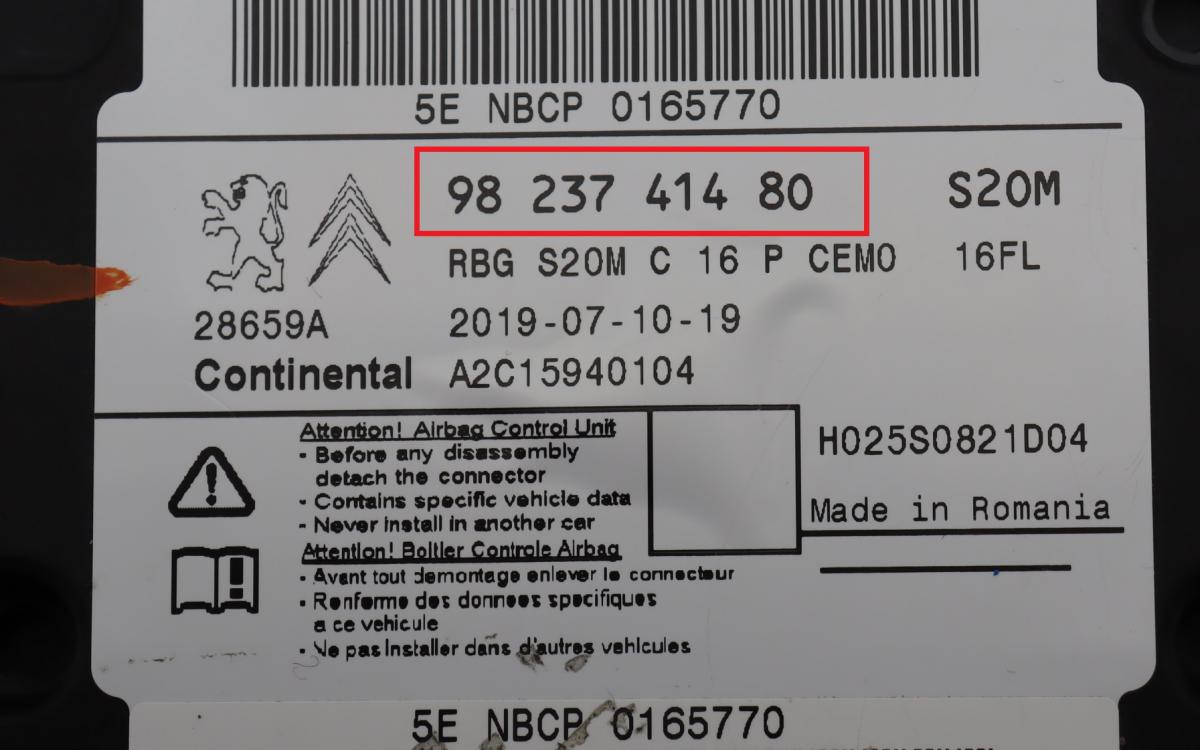 5E NBCP 0165770
98 237 414 80 S20M
RBG S20M C 16 P CEMO 16FL
28659A 2019-07-10-19
Continental A2C15940104
Attention! Airbag Control Unit
- Before any disassembly
detach the connector
- Contains specific vehicle data
- Never install in another car
H025S0821D04
Made in Romania
Attention! Boitier Controle Airbag
- Avant tout demontage enlever le connecteur
- Renferme des donnees specifiques
a ce vehicule
- Ne pas installer dans d'autres vehicules
5E NBCP 0165770